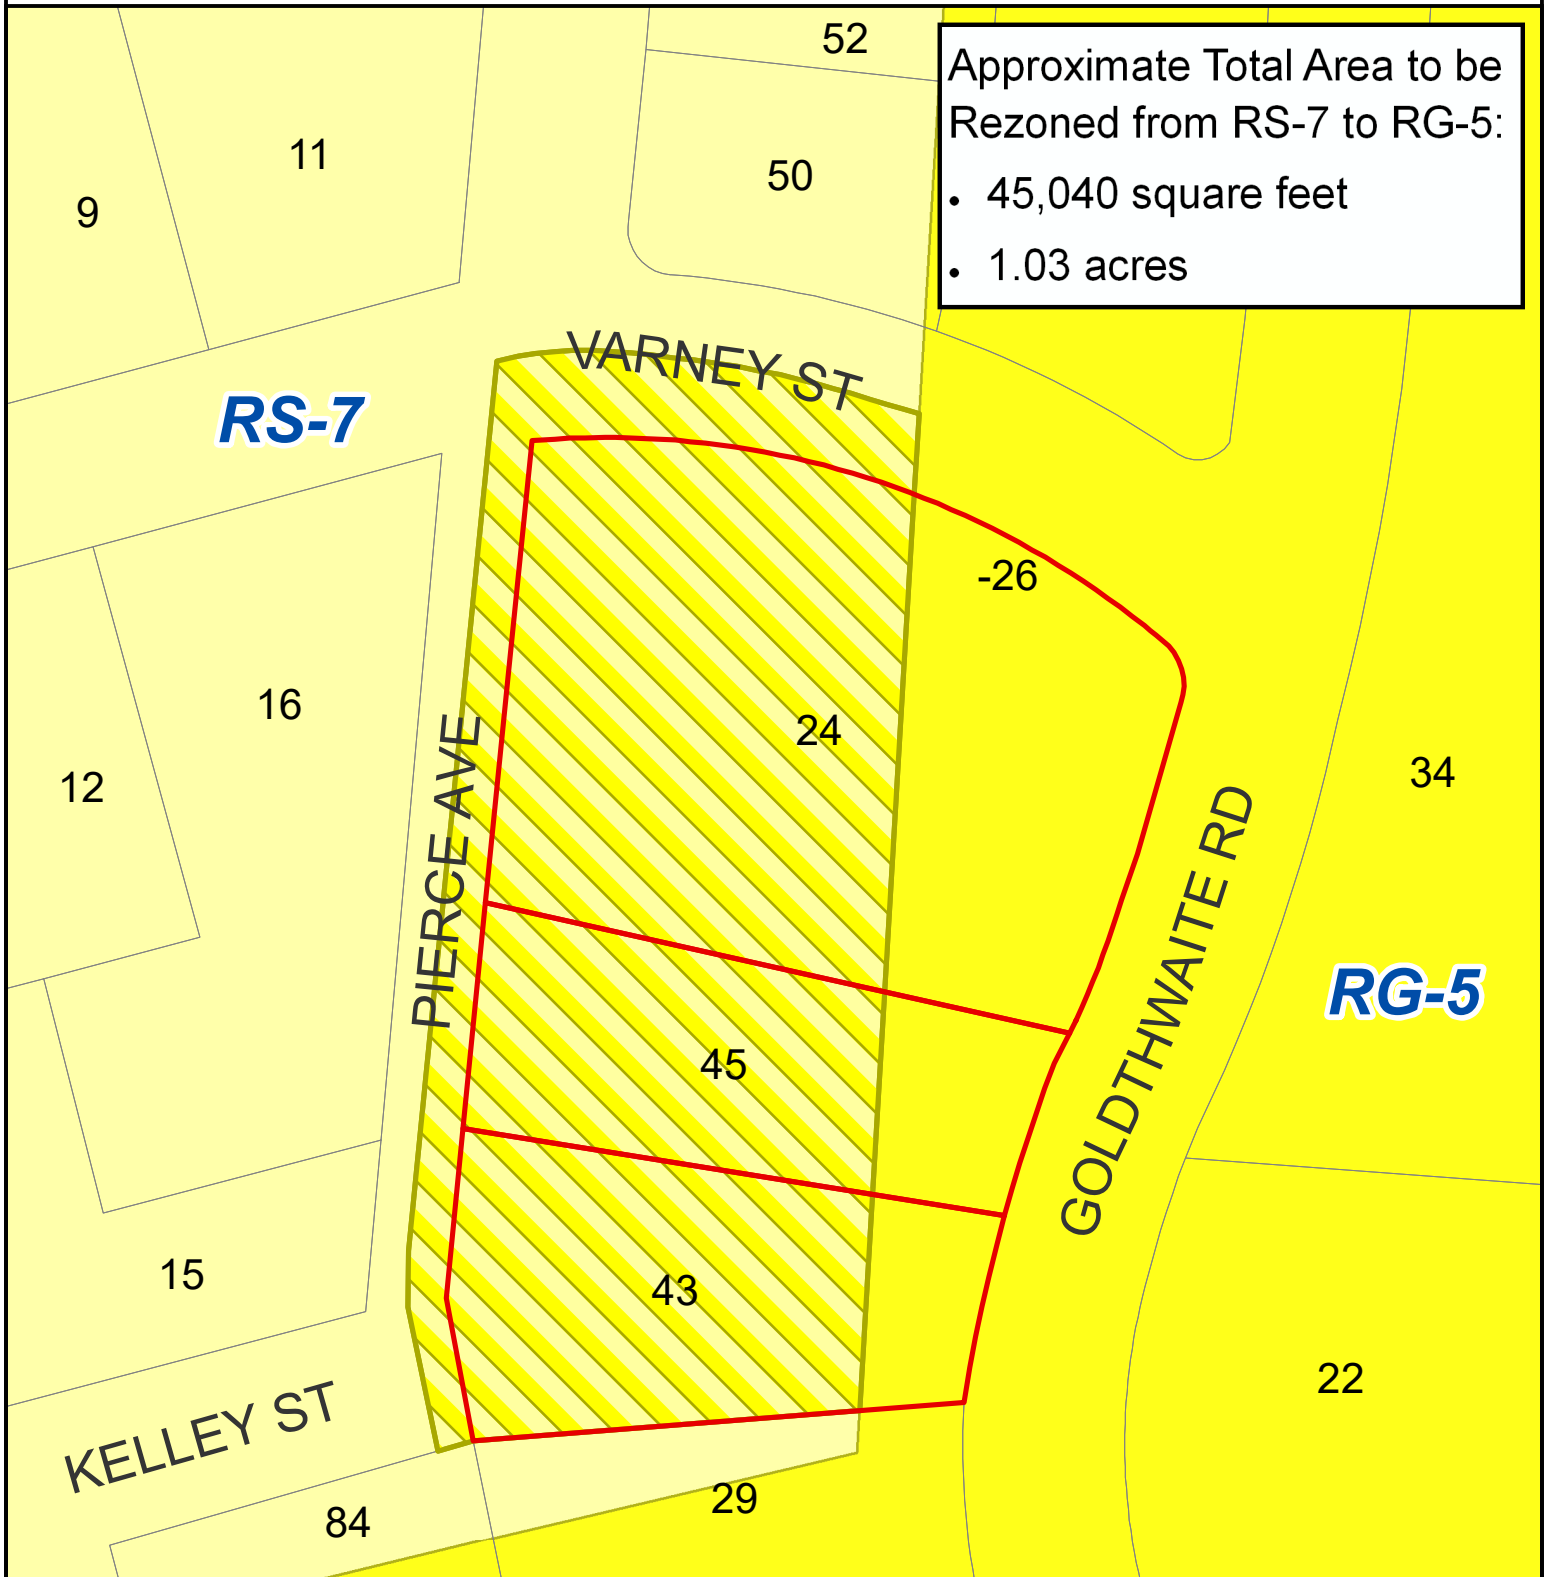 52
Approximate Total Area to be
Rezoned from RS-7 to RG-5:
• 45,040 square feet
• 1.03 acres
11
50
9
VARNEY ST
RS-7
-26
16
24
12
34
PIERCE AVE
GOLDTHWAITE RD
RG-5
45
15
43
22
KELLEY ST
29
84